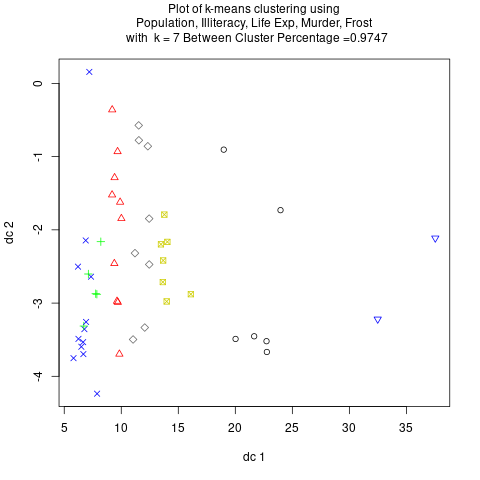 Plot of k-means clustering using
Population, Illiteracy, Life Exp, Murder, Frost
with  k = 7 Between Cluster Percentage =0.9747
0
-1
-2
-3
-4
dc 2
5 10 15 20 25 30 35
dc 1